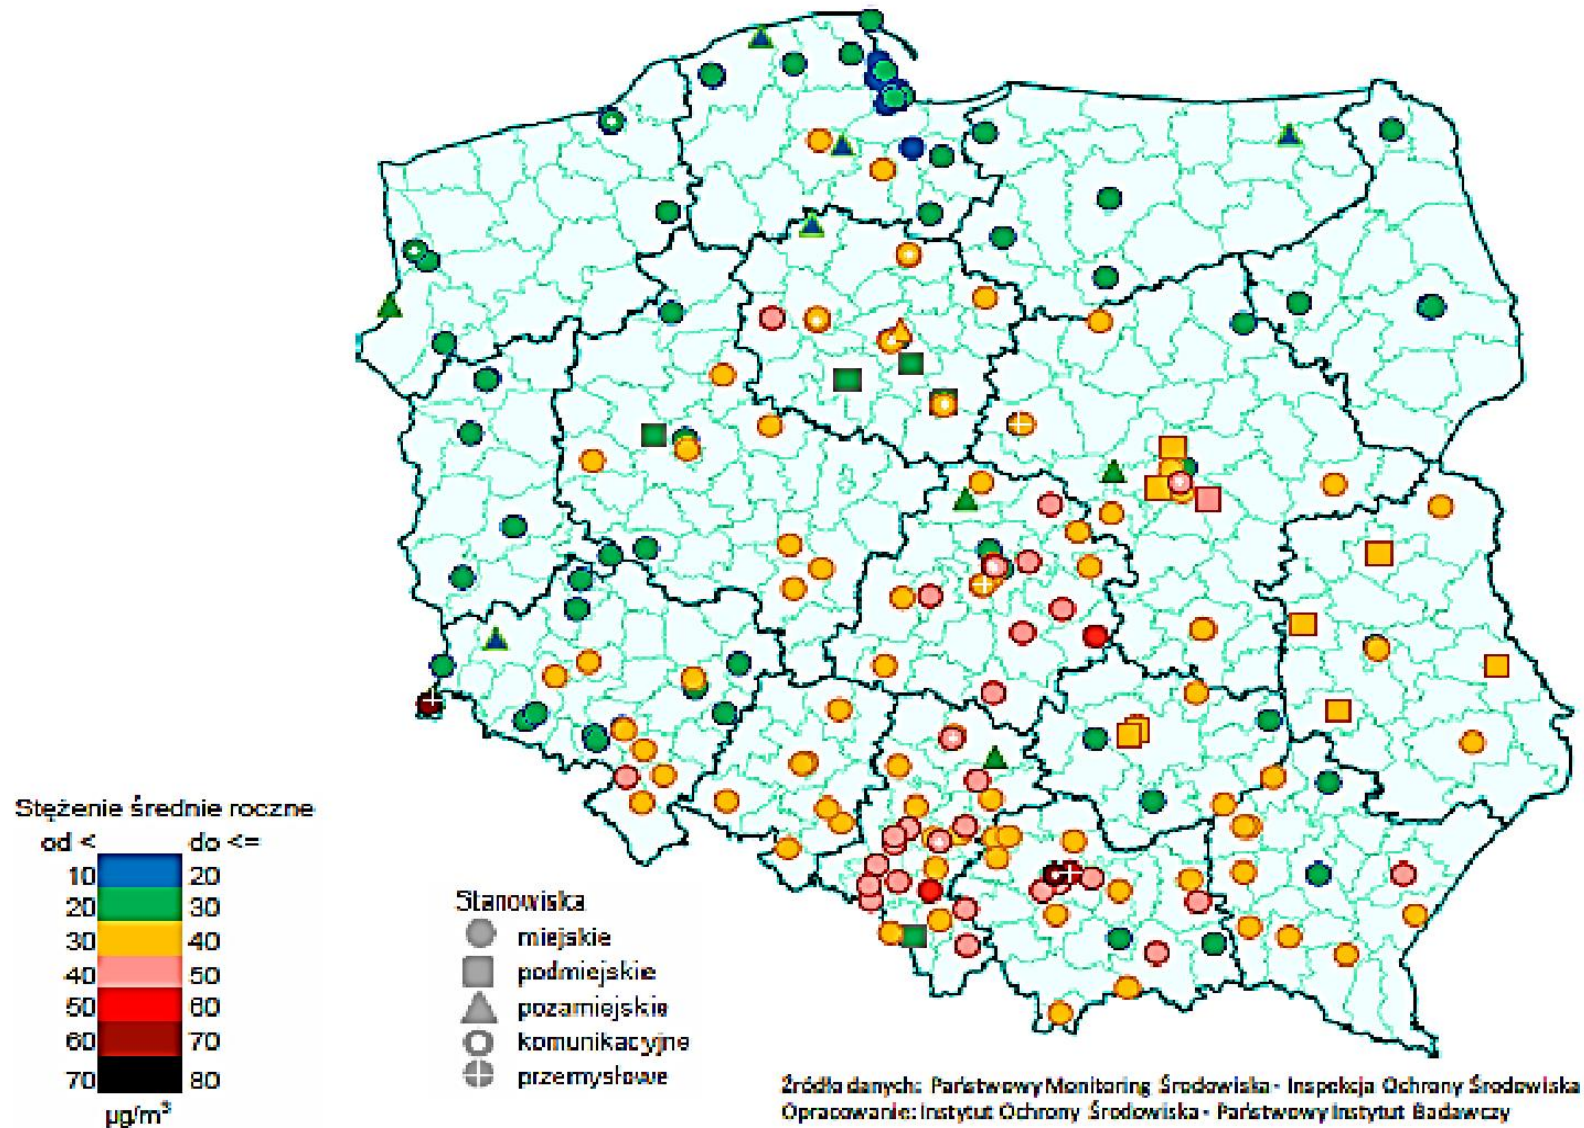 Stężenie średnie roczne
od < do <=
10 20
20 30
30 40
40 50
50 60
60 70
70 80
µg/m³
Stanowiska
miejskie
podmiejskie
pozamiejskie
komunikacyjne
przemysłowe
Źródło danych: Państwowy Monitoring Środowiska - Inspekcja Ochrony Środowiska
Opracowanie: Instytut Ochrony Środowiska - Państwowy Instytut Badawczy